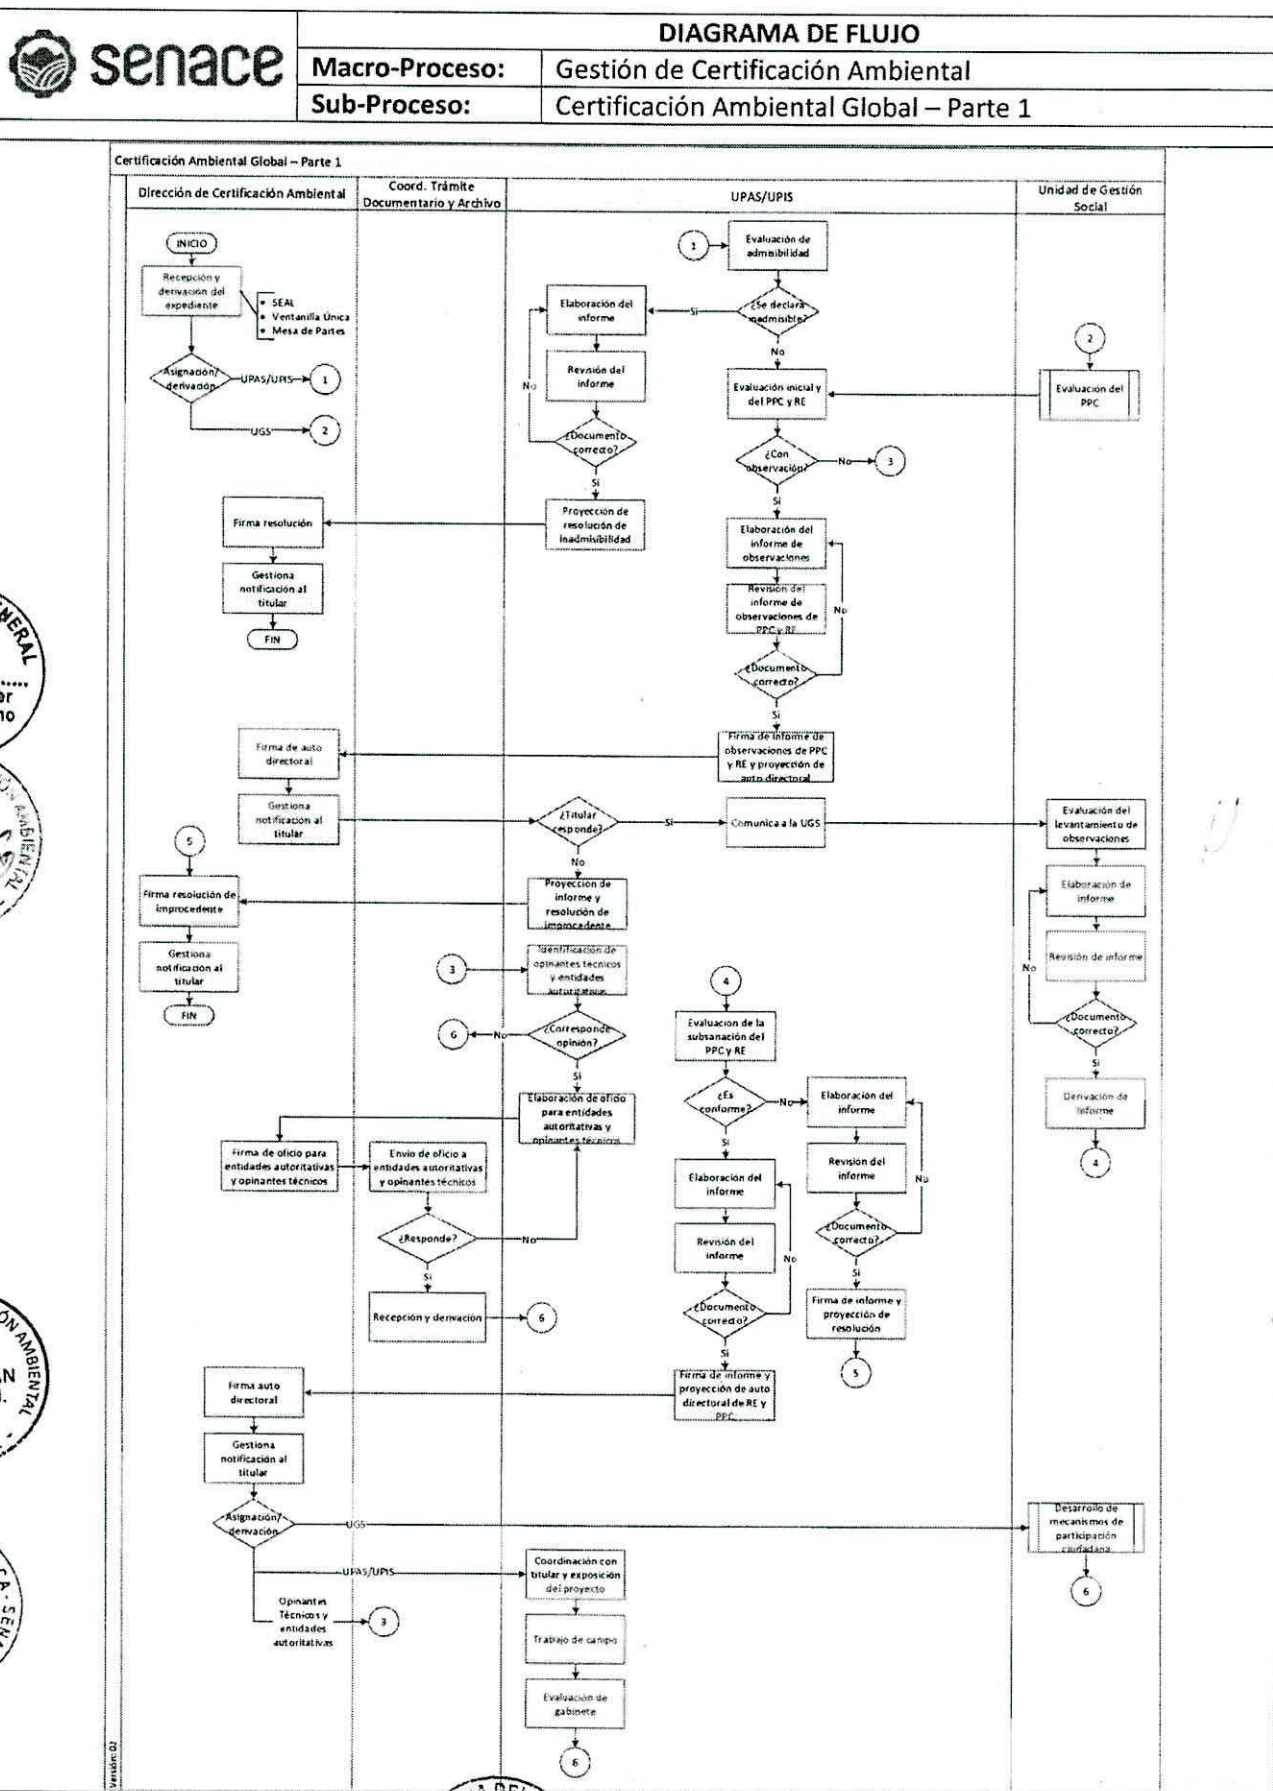 senace
DIAGRAMA DE FLUJO
Macro-Proceso:
Gestión de Certificación Ambiental
Sub-Proceso:
Certificación Ambiental Global – Parte 1
Certificación Ambiental Global – Parte 1
Dirección de Certificación Ambiental
Coord. Trámite
Documentario y Archivo
UPAS/UPIS
Unidad de Gestión
Social
INICIO
Recepción y
derivación del
expediente
• SEAL
• Ventanilla Única
• Mesa de Partes
Asignación/
derivación
UPAS/UPIS
1
UGS
2
1
Evaluación de
admisibilidad
¿Se declara
inadmisible?
Si
No
Elaboración del
informe
Revisión del
informe
No
¿Documento
correcto?
Si
Proyección de
resolución de
inadmisibilidad
Firma resolución
Gestiona
notificación al
titular
FIN
2
Evaluación del
PPC
Evaluación inicial y
del PPC y RE
¿Con
observación?
No
3
Si
Elaboración del
informe de
observaciones
Revisión del
informe de
observaciones de
PPC y RE
No
¿Documento
correcto?
Si
Firma de informe de
observaciones de PPC
y RE y proyección de
auto directoral
Firma de auto
directoral
Gestiona
notificación al
titular
¿Titular
responde?
Si
Comunica a la UGS
No
Proyección de
informe y
resolución de
improcedente
5
Firma resolución de
improcedente
Gestiona
notificación al
titular
FIN
Evaluación del
levantamiento de
observaciones
Elaboración de
informe
Revisión de informe
No
¿Documento
correcto?
Si
Derivación de
informe
4
3
Identificación de
opinantes técnicos
y entidades
autoritativas
¿Corresponde
opinión?
No
6
Si
Elaboración de oficio
para entidades
autoritativas y
opinantes técnicos
Firma de oficio para
entidades autoritativas
y opinantes técnicos
Envio de oficio a
entidades autoritativas
y opinantes técnicos
¿Responde?
No
Si
Recepción y derivación
6
4
Evaluacion de la
subsanación del
PPC y RE
¿Es
conforme?
No
Elaboración del
informe
Revisión del
informe
No
¿Documento
correcto?
Si
Firma de informe y
proyección de
resolución
5
Si
Elaboración del
informe
Revisión del
informe
No
¿Documento
correcto?
Si
Firma de informe y
proyección de auto
directoral de RE y
PPC
Firma auto
directoral
Gestiona
notificación al
titular
Asignación/
derivación
UGS
Desarrollo de
mecanismos de
participación
ciudadana
6
UPAS/UPIS
Coordinación con
titular y exposición
del proyecto
Opinantes
Técnicos y
entidades
autoritativas
3
Trabajo de campo
Evaluación de
gabinete
6
Versión: 02